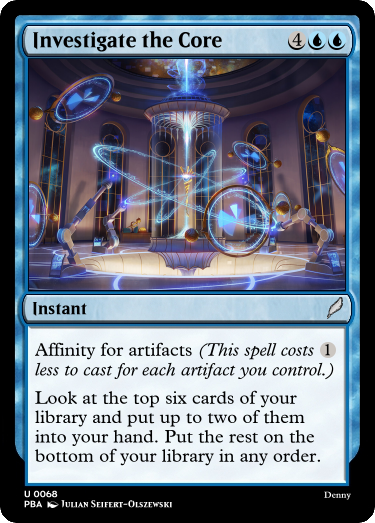 Investigate the Core 4
Instant
Affinity for artifacts (This spell costs 1
less to cast for each artifact you control.)
Look at the top six cards of your
library and put up to two of them
into your hand. Put the rest on the
bottom of your library in any order.
U 0068
Denny
PBA Julian Seifert-Olszewski